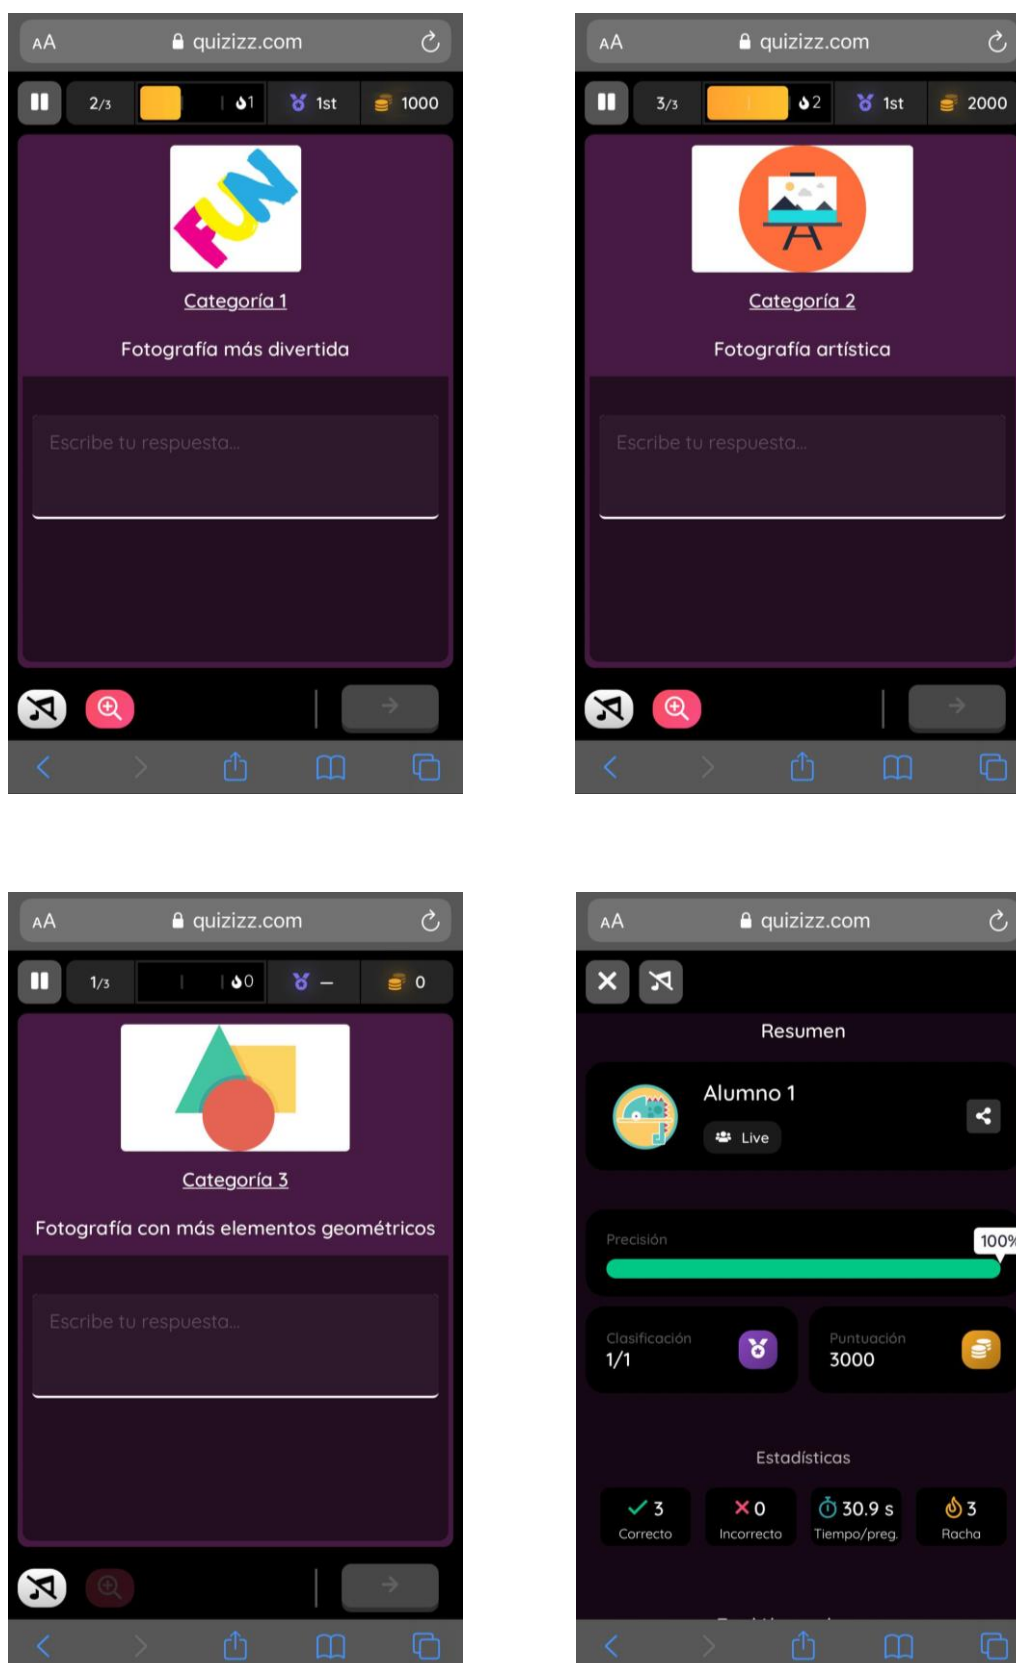 AA quizizz.com
2/3 1 1st 1000
FUN
Categoría 1
Fotografía más divertida
Escribe tu respuesta...
AA quizizz.com
3/3 2 1st 2000
Categoría 2
Fotografía artística
Escribe tu respuesta...
AA quizizz.com
1/3 0 – 0
Categoría 3
Fotografía con más elementos geométricos
Escribe tu respuesta...
AA quizizz.com
Resumen
Alumno 1
Live
Precisión
100%
Clasificación
1/1
Puntuación
3000
Estadísticas
3 0 30.9 s 3
Correcto Incorrecto Tiempo/preg. Racha